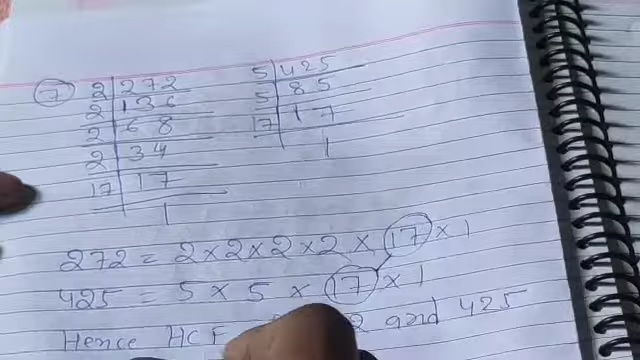 7 2 | 272 5 | 425
2 | 136 5 | 85
2 | 68 17 | 17
2 | 34 1
17 | 17
1
272 = 2 × 2 × 2 × 2 × 17 × 1
425 = 5 × 5 × 17 × 1
Hence HCF 2 and 425